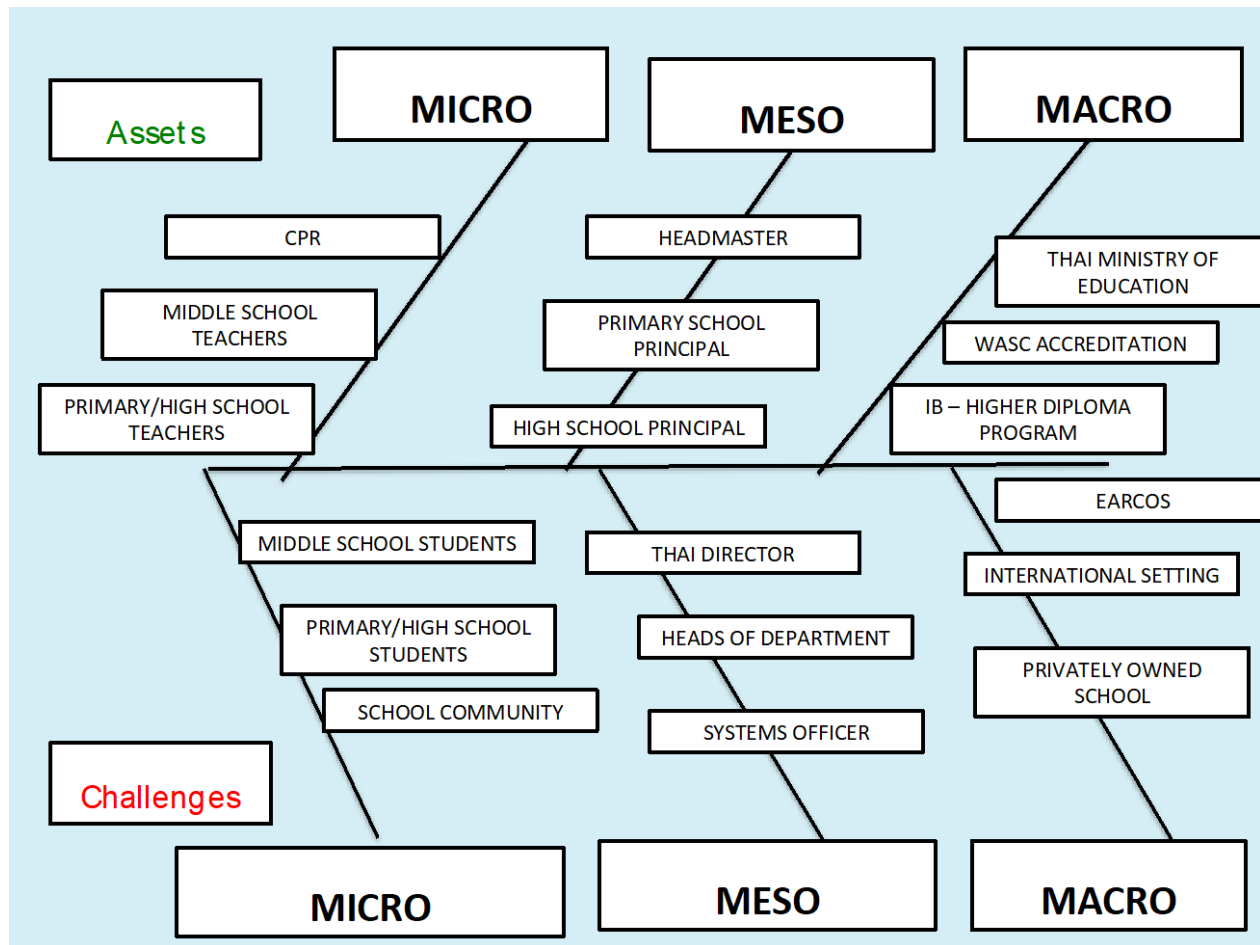 Assets
MICRO
MESO
MACRO
CPR
HEADMASTER
THAI MINISTRY OF
EDUCATION
MIDDLE SCHOOL
TEACHERS
PRIMARY SCHOOL
PRINCIPAL
WASC ACCREDITATION
PRIMARY/HIGH SCHOOL
TEACHERS
HIGH SCHOOL PRINCIPAL
IB – HIGHER DIPLOMA
PROGRAM
EARCOS
MIDDLE SCHOOL STUDENTS
THAI DIRECTOR
INTERNATIONAL SETTING
PRIMARY/HIGH SCHOOL
STUDENTS
HEADS OF DEPARTMENT
PRIVATELY OWNED
SCHOOL
SCHOOL COMMUNITY
SYSTEMS OFFICER
Challenges
MICRO
MESO
MACRO